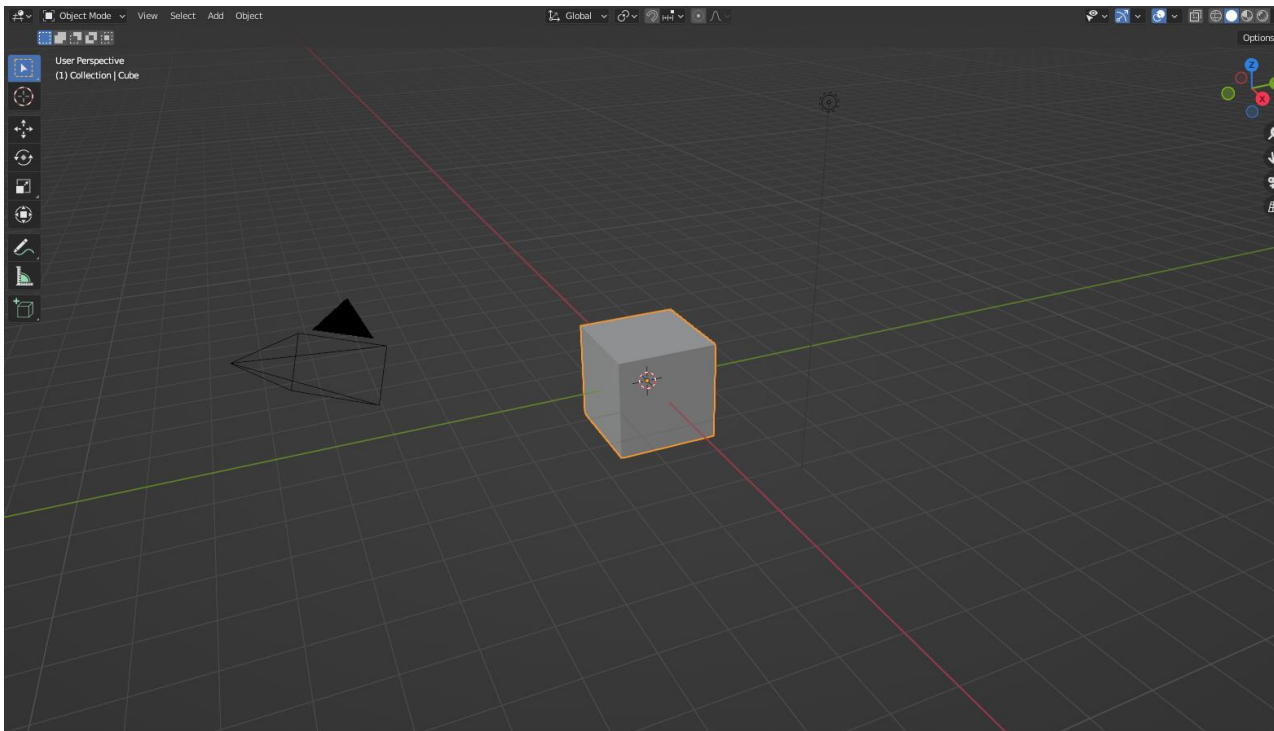 Object Mode View Select Add Object Global
Options
User Perspective
(1) Collection | Cube
Z
X